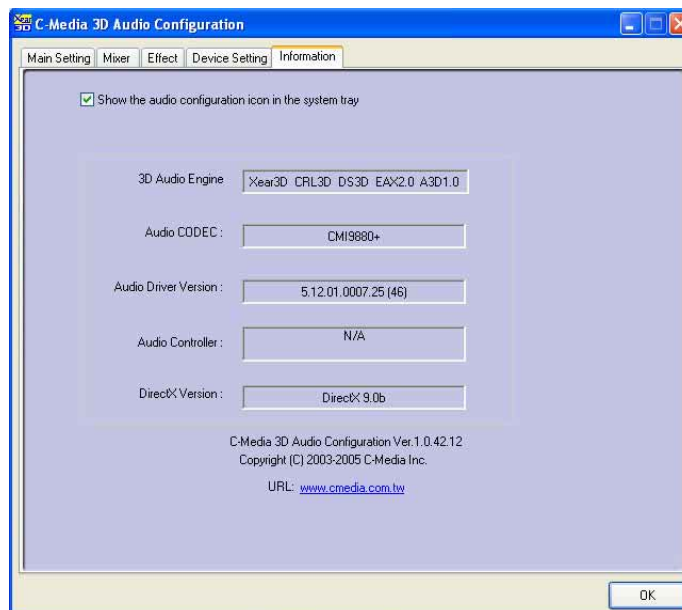 Xear 3D C-Media 3D Audio Configuration
Main Setting Mixer Effect Device Setting Information
Show the audio configuration icon in the system tray
3D Audio Engine Xear3D CRL3D DS3D EAX2.0 A3D1.0
Audio CODEC : CMI9880+
Audio Driver Version : 5.12.01.0007.25 (46)
Audio Controller : N/A
DirectX Version : DirectX 9.0b
C-Media 3D Audio Configuration Ver.1.0.42.12
Copyright (C) 2003-2005 C-Media Inc.
URL: www.cmedia.com.tw
OK